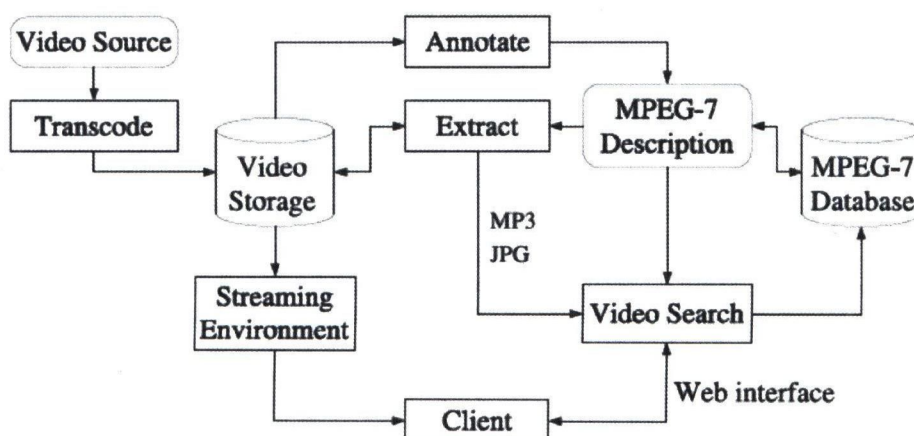 Video Source
Annotate
Transcode
Extract
MPEG-7
Description
Video
Storage
MPEG-7
Database
MP3
JPG
Streaming
Environment
Video Search
Web interface
Client